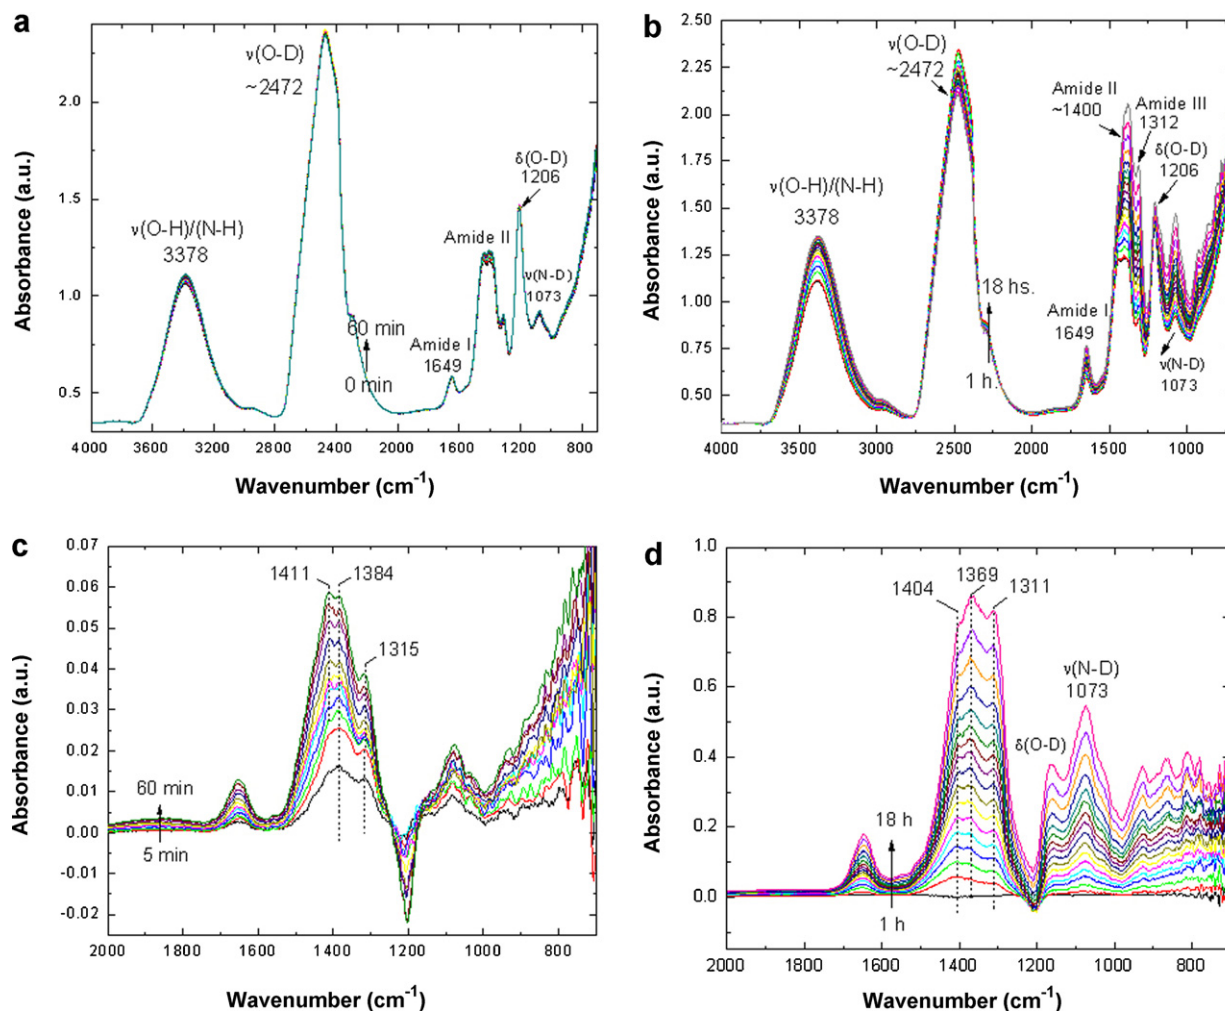 a
ν(O-D)
~2472
δ(O-D)
1206
ν(O-H)/(N-H)
3378
Amide II
ν(N-D)
1073
60 min
Amide I
1649
0 min
2.0
1.5
1.0
0.5
Absorbance (a.u.)
4000 3600 3200 2800 2400 2000 1600 1200 800
Wavenumber (cm⁻¹)
b
ν(O-D)
~2472
Amide II
~1400
Amide III
1312
δ(O-D)
1206
ν(O-H)/(N-H)
3378
18 hs.
Amide I
1649
1 h.
ν(N-D)
1073
2.50
2.25
2.00
1.75
1.50
1.25
1.00
0.75
0.50
Absorbance (a.u.)
4000 3500 3000 2500 2000 1500 1000
Wavenumber (cm⁻¹)
c
1411 1384
1315
60 min
5 min
0.07
0.06
0.05
0.04
0.03
0.02
0.01
0.00
-0.01
-0.02
Absorbance (a.u.)
2000 1800 1600 1400 1200 1000 800
Wavenumber (cm⁻¹)
d
1404 1369 1311
ν(N-D)
1073
δ(O-D)
18 h
1 h
1.0
0.8
0.6
0.4
0.2
0.0
Absorbance (a.u.)
2000 1800 1600 1400 1200 1000 800
Wavenumber (cm⁻¹)